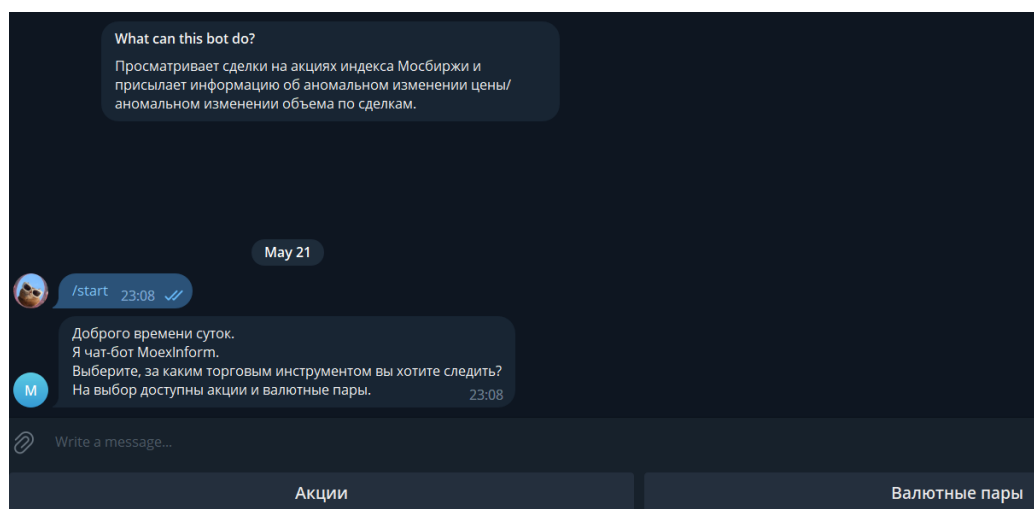 What can this bot do?
Просматривает сделки на акциях индекса Мосбиржи и
присылает информацию об аномальном изменении цены/
аномальном изменении объема по сделкам.
May 21
/start 23:08
Доброго времени суток.
Я чат-бот MoexInform.
Выберите, за каким торговым инструментом вы хотите следить?
На выбор доступны акции и валютные пары. 23:08
М
Write a message...
Акции Валютные пары